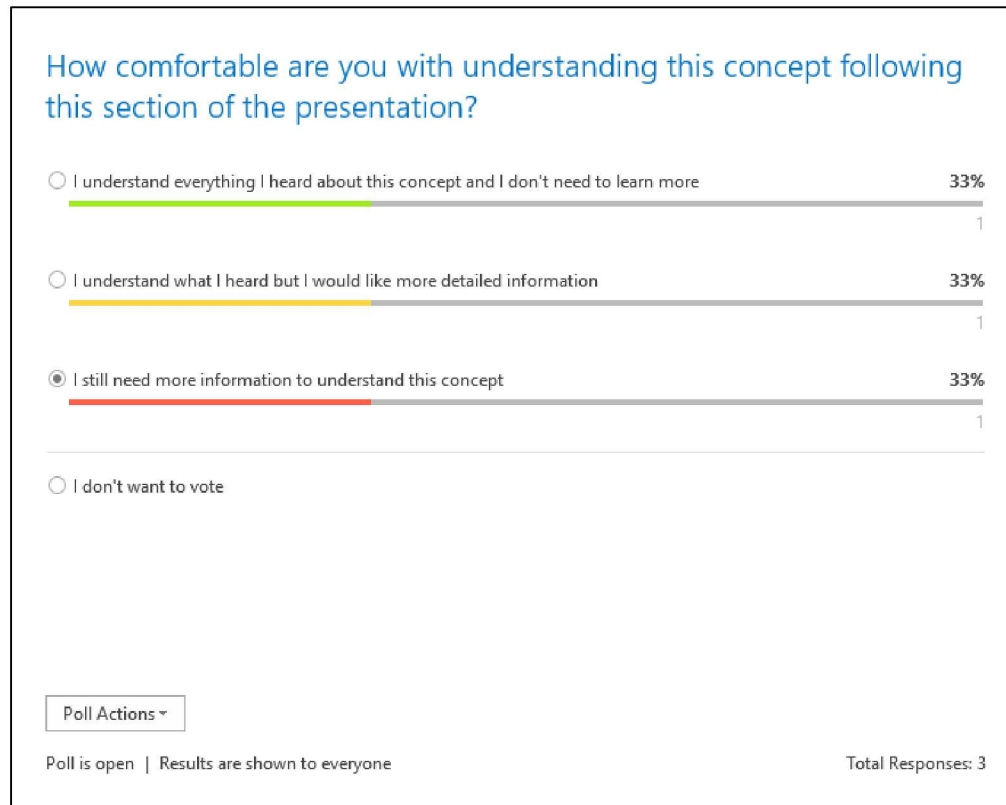 How comfortable are you with understanding this concept following
this section of the presentation?
I understand everything I heard about this concept and I don't need to learn more 33%
1
I understand what I heard but I would like more detailed information 33%
1
I still need more information to understand this concept 33%
1
I don't want to vote
Poll Actions
Poll is open | Results are shown to everyone Total Responses: 3